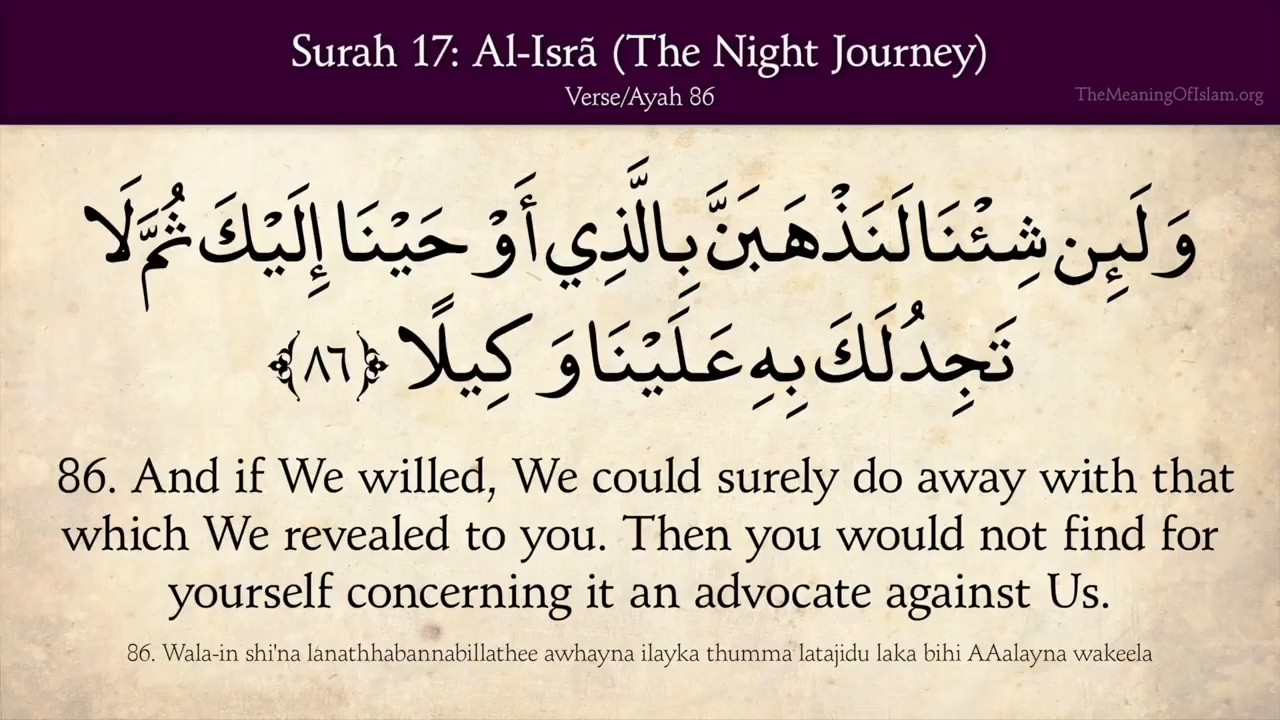 Surah 17: Al-Isrã (The Night Journey)
Verse/Ayah 86
TheMeaningOfIslam.org
وَلَئِن شِئْنَا لَنَذْهَبَنَّ بِالَّذِي أَوْحَيْنَا إِلَيْكَ ثُمَّ لَا
تَجِدُ لَكَ بِهِ عَلَيْنَا وَكِيلًا ﴿٨٦﴾
86. And if We willed, We could surely do away with that
which We revealed to you. Then you would not find for
yourself concerning it an advocate against Us.
86. Wala-in shi'na lanathhabannabillathee awhayna ilayka thumma latajidu laka bihi AAalayna wakeela